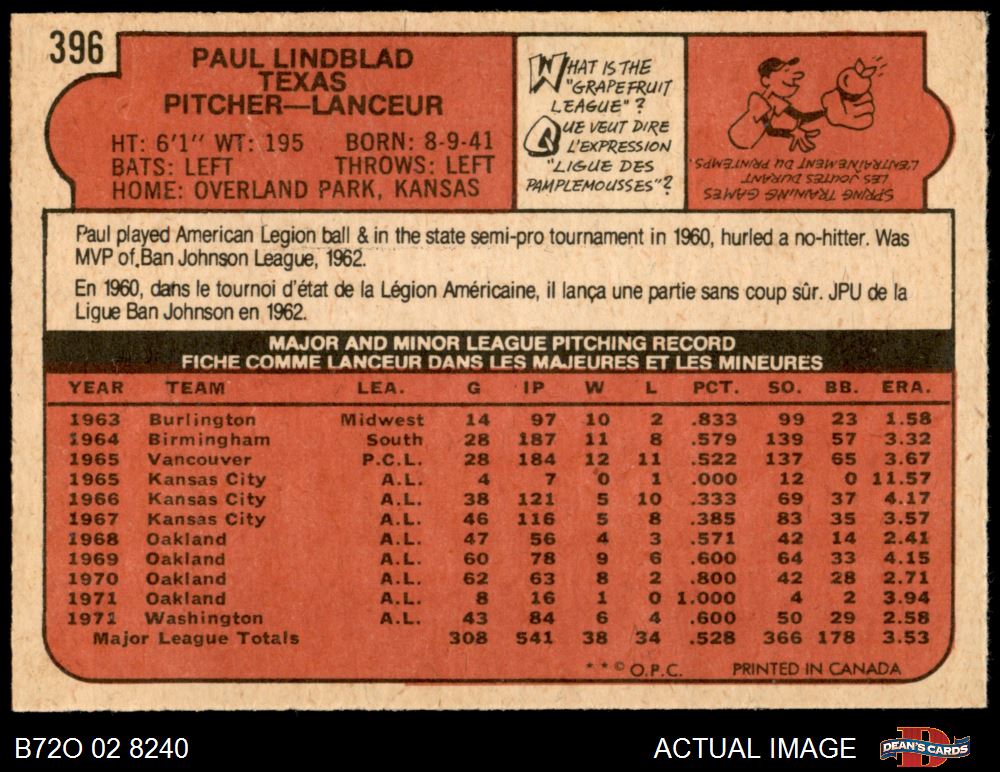 396
PAUL LINDBLAD
TEXAS
PITCHER—LANCEUR
HT: 6'1" WT: 195 BORN: 8-9-41
BATS: LEFT THROWS: LEFT
HOME: OVERLAND PARK, KANSAS
WHAT IS THE
"GRAPEFRUIT
LEAGUE"?
QUE VEUT DIRE
L'EXPRESSION
"LIGUE DES
PAMPLEMOUSSES"?
SPRING TRAINING GAMES
LES JOUTES DURANT
L'ENTRAINEMENT DU PRINTEMPS.
Paul played American Legion ball & in the state semi-pro tournament in 1960, hurled a no-hitter. Was
MVP of Ban Johnson League, 1962.
En 1960, dans le tournoi d'état de la Légion Américaine, il lança une partie sans coup sûr. JPU de la
Ligue Ban Johnson en 1962.
MAJOR AND MINOR LEAGUE PITCHING RECORD
FICHE COMME LANCEUR DANS LES MAJEURES ET LES MINEURES
YEAR TEAM LEA. G IP W L PCT. SO. BB. ERA.
1963 Burlington Midwest 14 97 10 2 .833 99 23 1.58
1964 Birmingham South 28 187 11 8 .579 139 57 3.32
1965 Vancouver P.C.L. 28 184 12 11 .522 137 65 3.67
1965 Kansas City A.L. 4 7 0 1 .000 12 0 11.57
1966 Kansas City A.L. 38 121 5 10 .333 69 37 4.17
1967 Kansas City A.L. 46 116 5 8 .385 83 35 3.57
1968 Oakland A.L. 47 56 4 3 .571 42 14 2.41
1969 Oakland A.L. 60 78 9 6 .600 64 33 4.15
1970 Oakland A.L. 62 63 8 2 .800 42 28 2.71
1971 Oakland A.L. 8 16 1 0 1.000 4 2 3.94
1971 Washington A.L. 43 84 6 4 .600 50 29 2.58
Major League Totals 308 541 38 34 .528 366 178 3.53
**© O.P.C. PRINTED IN CANADA
B72O 02 8240 ACTUAL IMAGE D DEAN'S CARDS